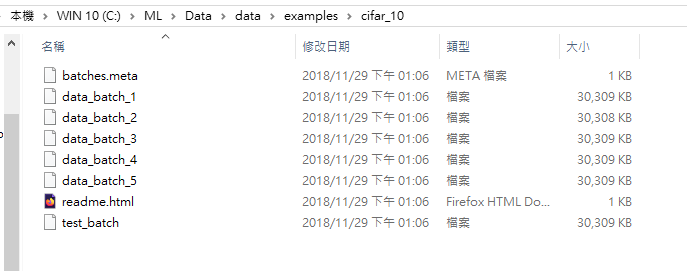 本機 > WIN 10 (C:) > ML > Data > data > examples > cifar_10
名稱 修改日期 類型 大小
batches.meta 2018/11/29 下午 01:06 META 檔案 1 KB
data_batch_1 2018/11/29 下午 01:06 檔案 30,309 KB
data_batch_2 2018/11/29 下午 01:06 檔案 30,308 KB
data_batch_3 2018/11/29 下午 01:06 檔案 30,309 KB
data_batch_4 2018/11/29 下午 01:06 檔案 30,309 KB
data_batch_5 2018/11/29 下午 01:06 檔案 30,309 KB
readme.html 2018/11/29 下午 01:06 Firefox HTML Do... 1 KB
test_batch 2018/11/29 下午 01:06 檔案 30,309 KB